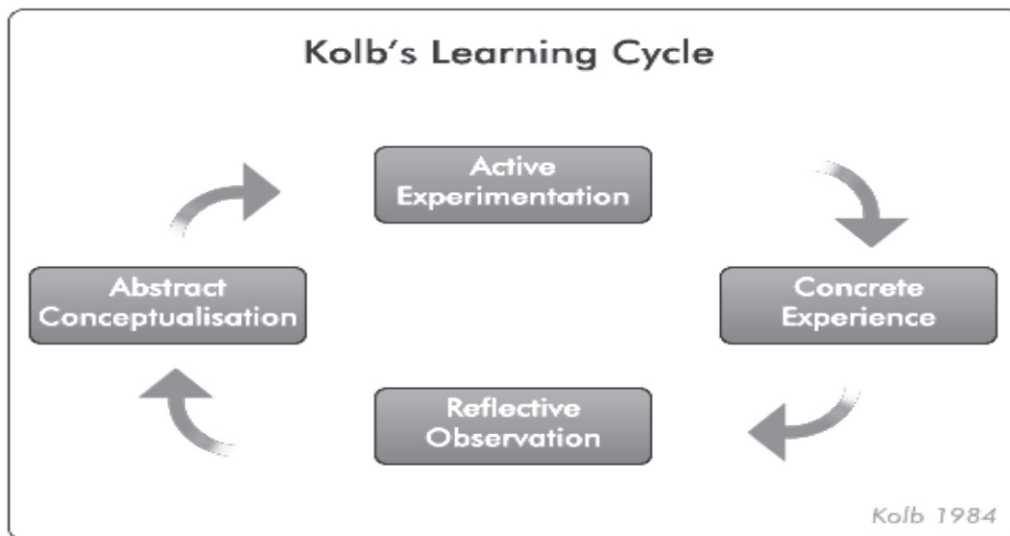 Kolb's Learning Cycle
Active
Experimentation
Abstract
Conceptualisation
Concrete
Experience
Reflective
Observation
Kolb 1984